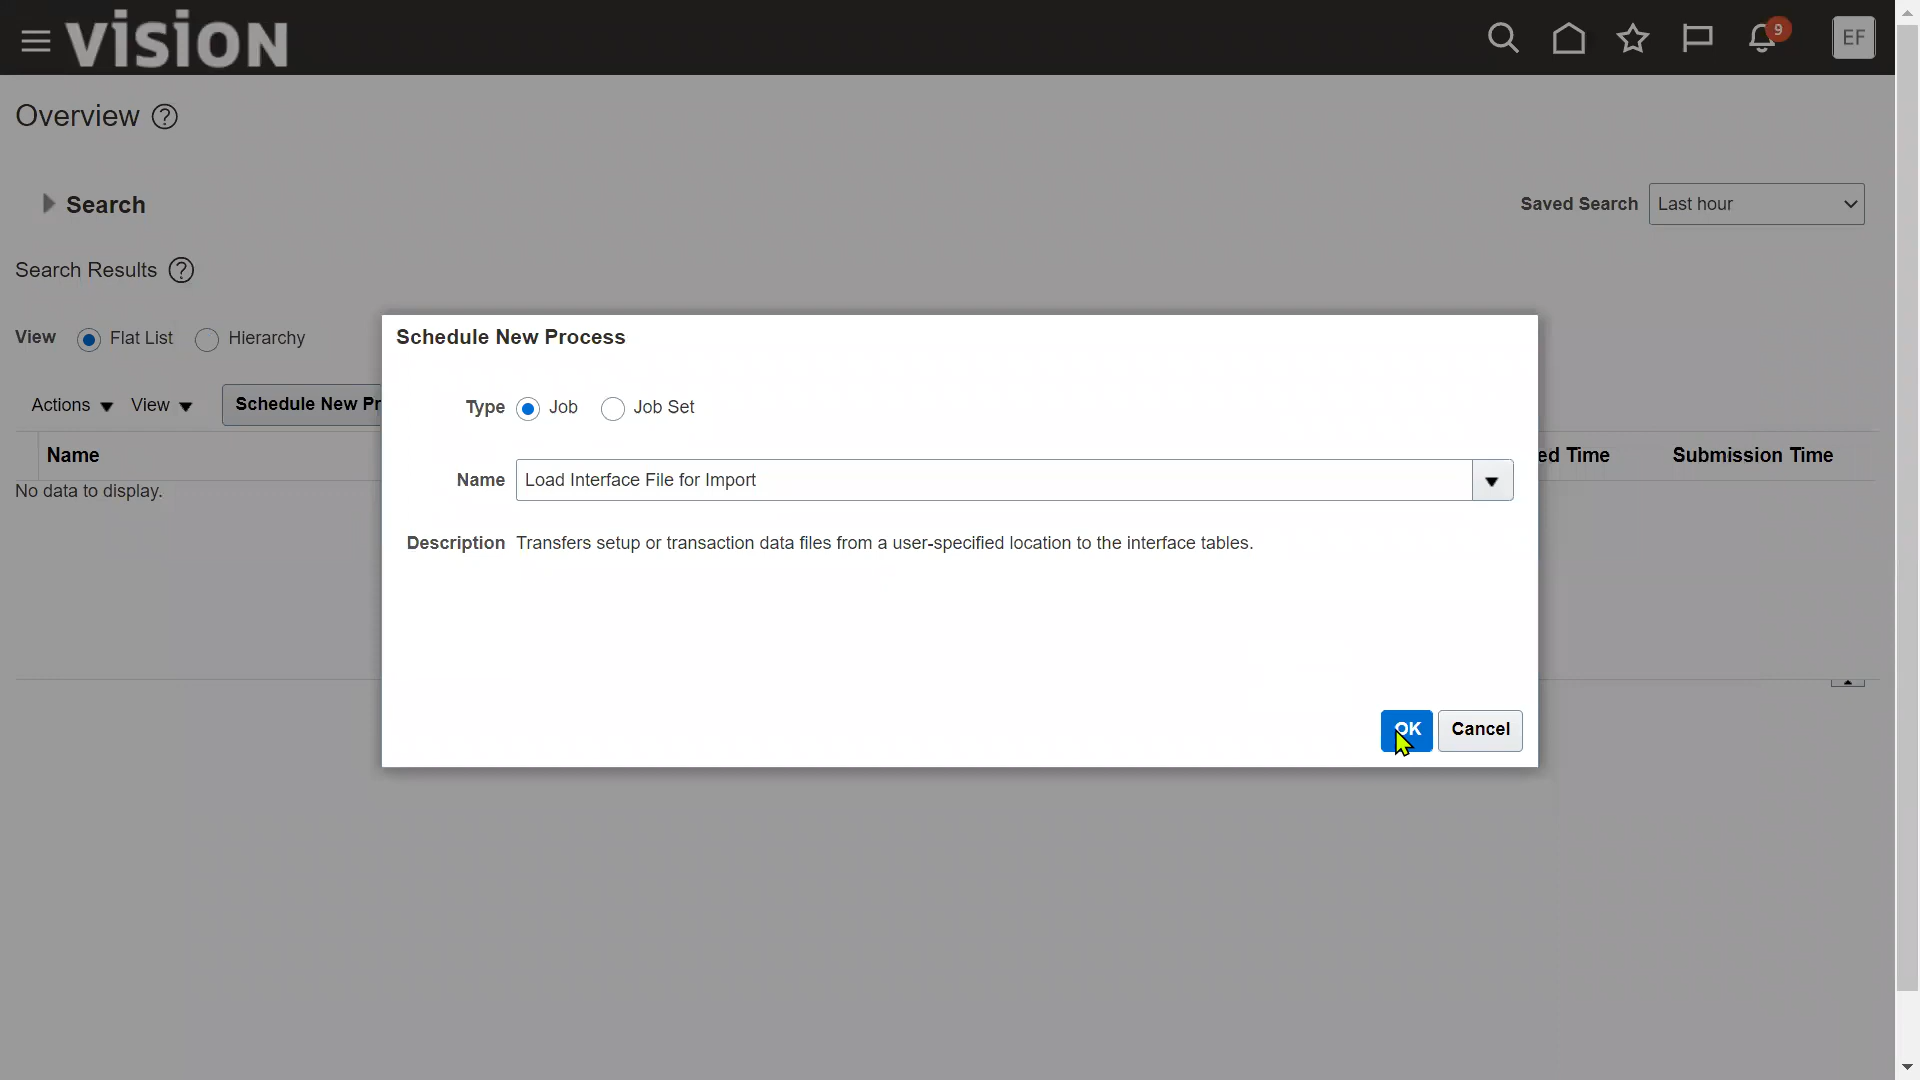 vision
9
EF
Overview ?
Search
Saved Search Last hour
Search Results ?
View Flat List Hierarchy
Actions View Schedule New Pr
Name
ed Time Submission Time
No data to display.
Schedule New Process
Type Job Job Set
Name Load Interface File for Import
Description Transfers setup or transaction data files from a user-specified location to the interface tables.
OK Cancel